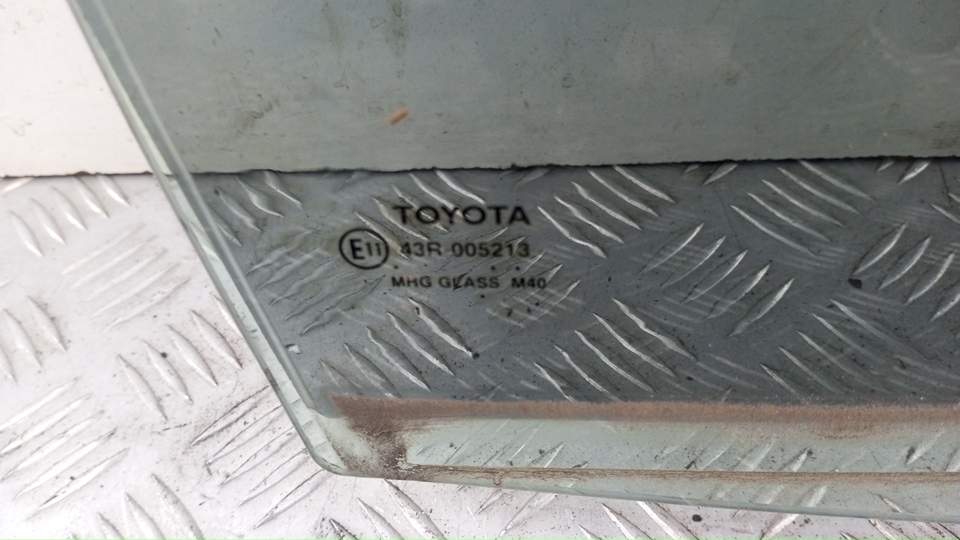 TOYOTA
E11 43R-005213
MHG GLASS M40